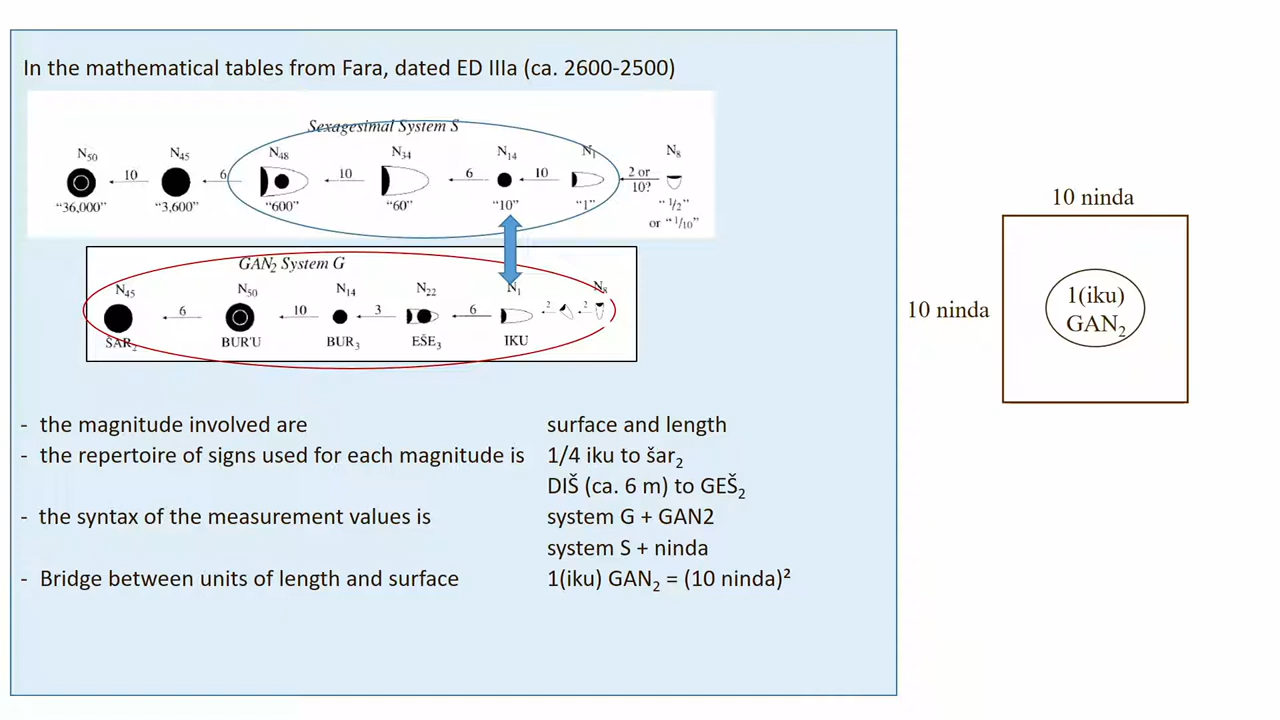 In the mathematical tables from Fara, dated ED IIIa (ca. 2600-2500)
Sexagesimal System S
N50 N45 N48 N34 N14 N1 N8
10 6 10 6 10 2 or 10?
“36,000” “3,600” “600” “60” “10” “1” “1/2” or “1/10”
GAN2 System G
N45 N50 N14 N22 N1 N8
6 10 3 6 2 2
ŠAR2 BUR'U BUR3 EŠE3 IKU
- the magnitude involved are surface and length
- the repertoire of signs used for each magnitude is 1/4 iku to šar2
DIŠ (ca. 6 m) to GEŠ2
- the syntax of the measurement values is system G + GAN2
system S + ninda
- Bridge between units of length and surface 1(iku) GAN2 = (10 ninda)²
10 ninda
10 ninda
1(iku)
GAN2